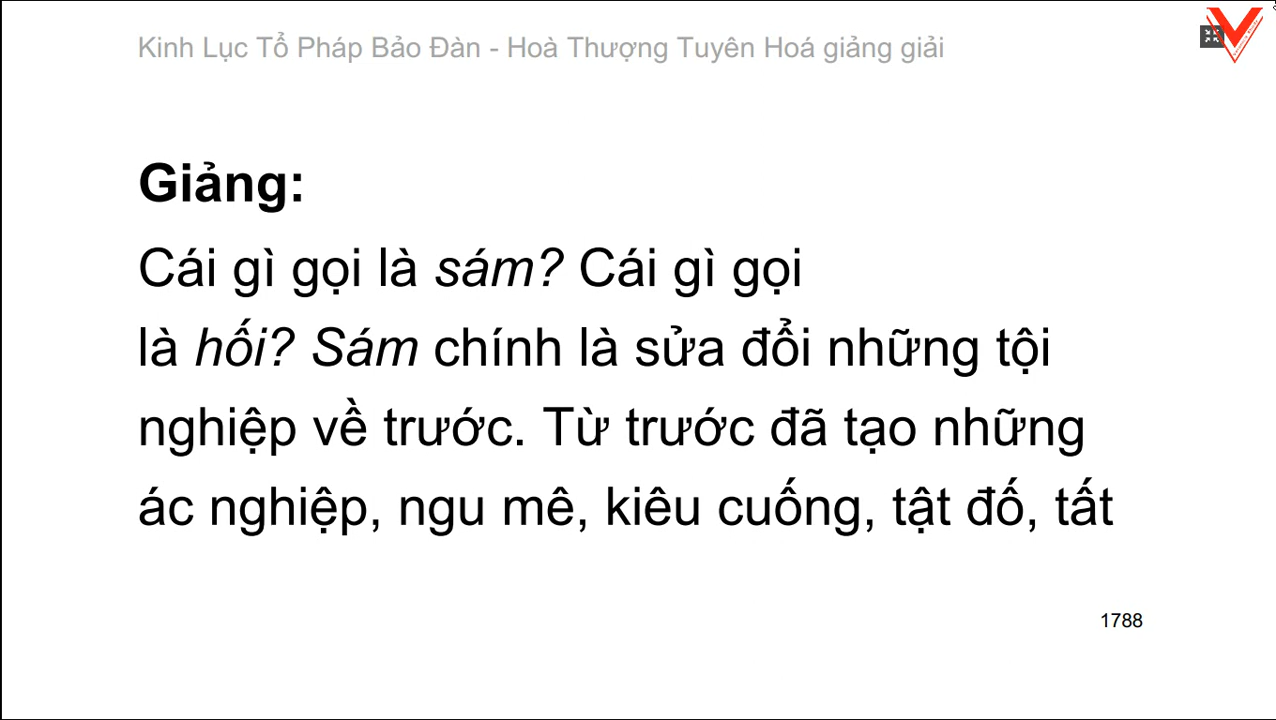 Kinh Lục Tổ Pháp Bảo Đàn - Hoà Thượng Tuyên Hoá giảng giải
Giảng:
Cái gì gọi là sám? Cái gì gọi
là hối? Sám chính là sửa đổi những tội
nghiệp về trước. Từ trước đã tạo những
ác nghiệp, ngu mê, kiêu cuống, tật đố, tất
1788